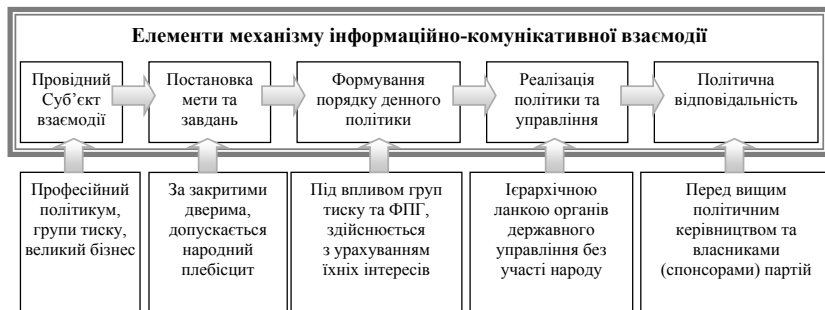 Елементи механізму інформаційно-комунікативної взаємодії
Провідний
Суб’єкт
взаємодії
Постановка
мети та
завдань
Формування
порядку денного
політики
Реалізація
політики та
управління
Політична
відповідальність
Професійний
політикум,
групи тиску,
великий бізнес
За закритими
дверима,
допускається
народний
плебісцит
Під впливом груп
тиску та ФПГ,
здійснюється
з урахуванням
їхніх інтересів
Ієрархічною
ланкою органів
державного
управління без
участі народу
Перед вищим
політичним
керівництвом та
власниками
(спонсорами) партій